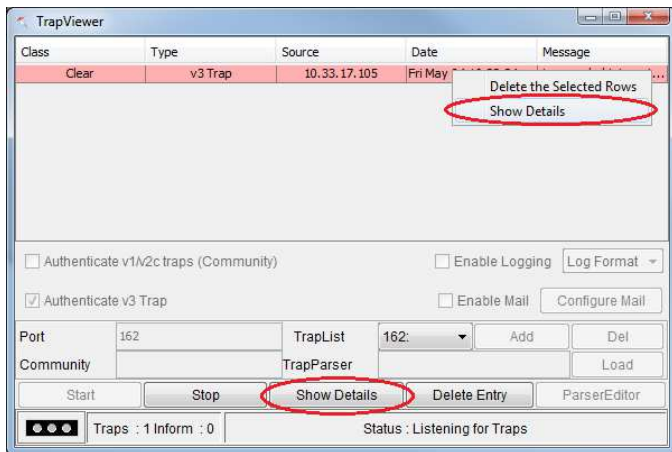 TrapViewer
Class Type Source Date Message
Clear v3 Trap 10.33.17.105 Fri May
Delete the Selected Rows
Show Details
Authenticate v1/v2c traps (Community) Enable Logging Log Format
Authenticate v3 Trap Enable Mail Configure Mail
Port 162 TrapList 162: Add Del
Community TrapParser Load
Start Stop Show Details Delete Entry ParserEditor
Traps : 1 Inform : 0 Status : Listening for Traps